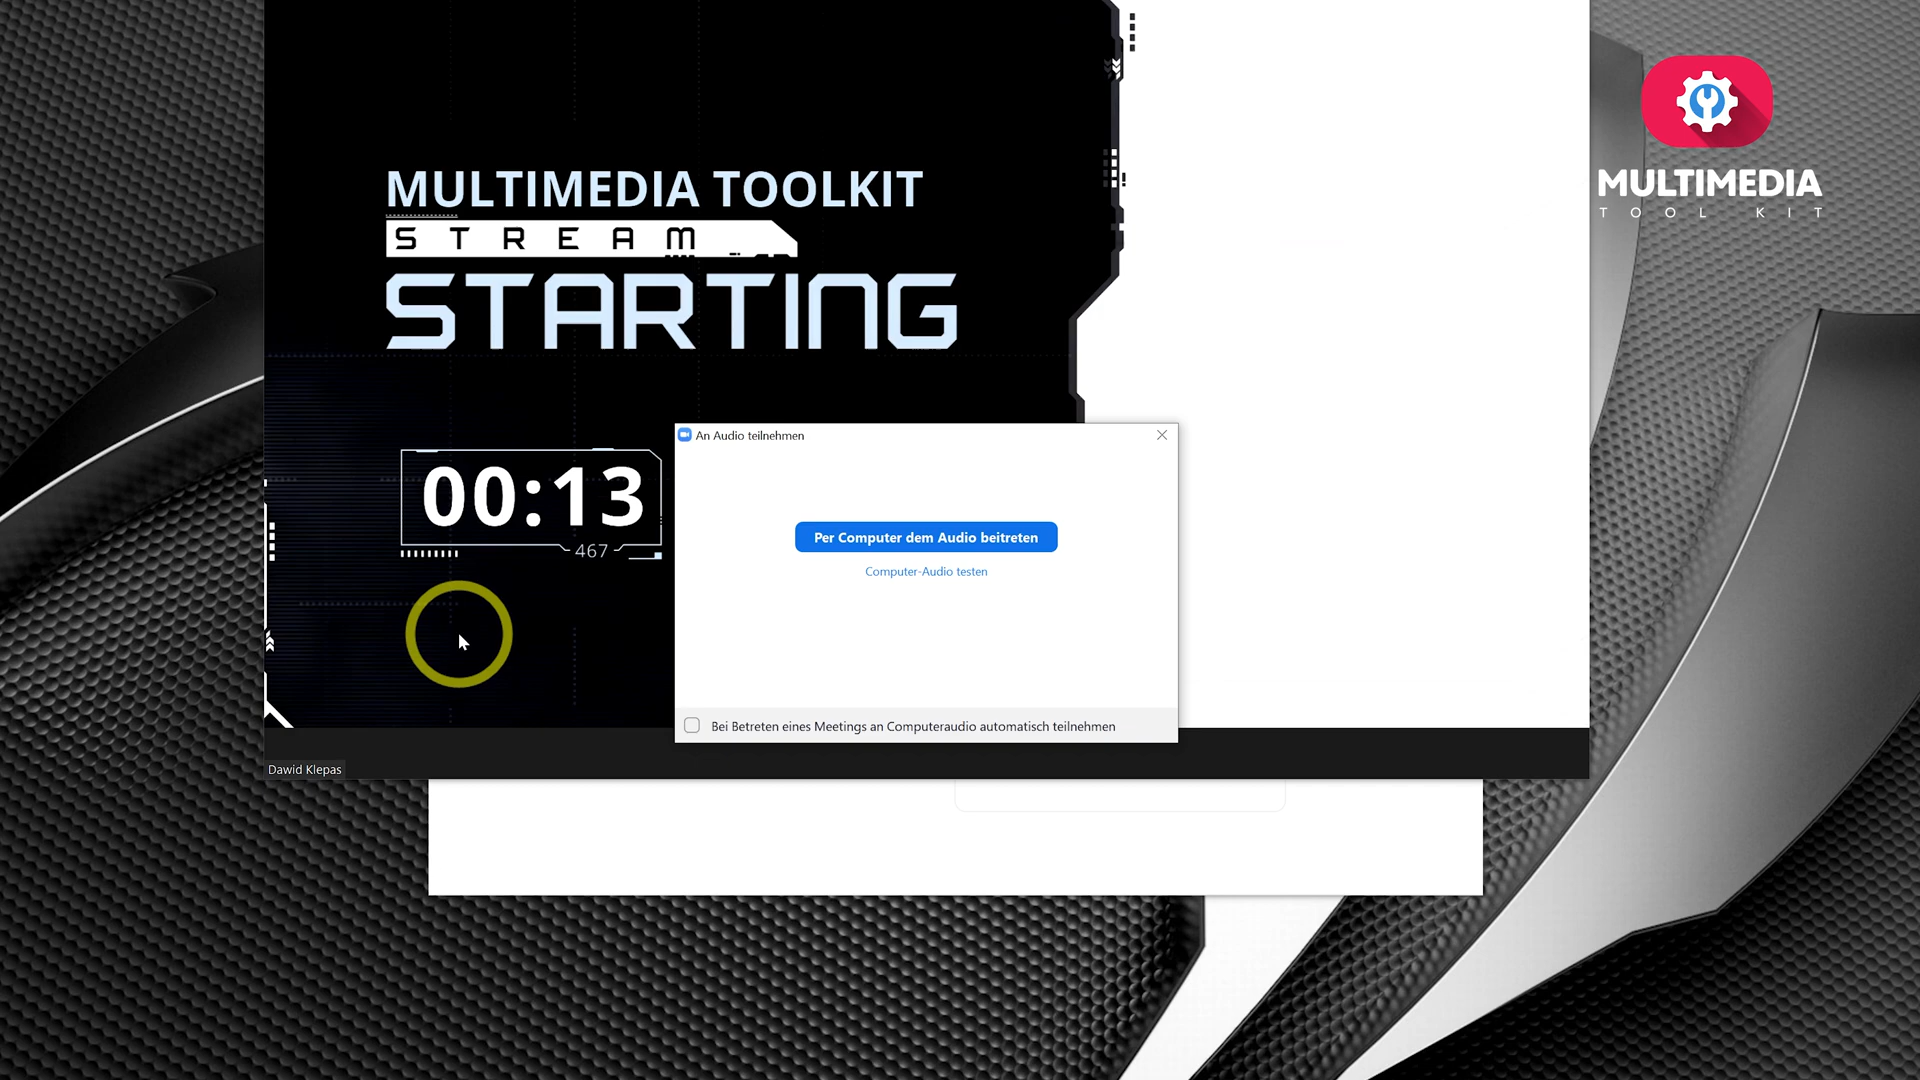 MULTIMEDIA TOOLKIT
STREAM
STARTING
00:13
467
MULTIMEDIA
TOOL KIT
An Audio teilnehmen
Per Computer dem Audio beitreten
Computer-Audio testen
Bei Betreten eines Meetings an Computeraudio automatisch teilnehmen
Dawid Klepas